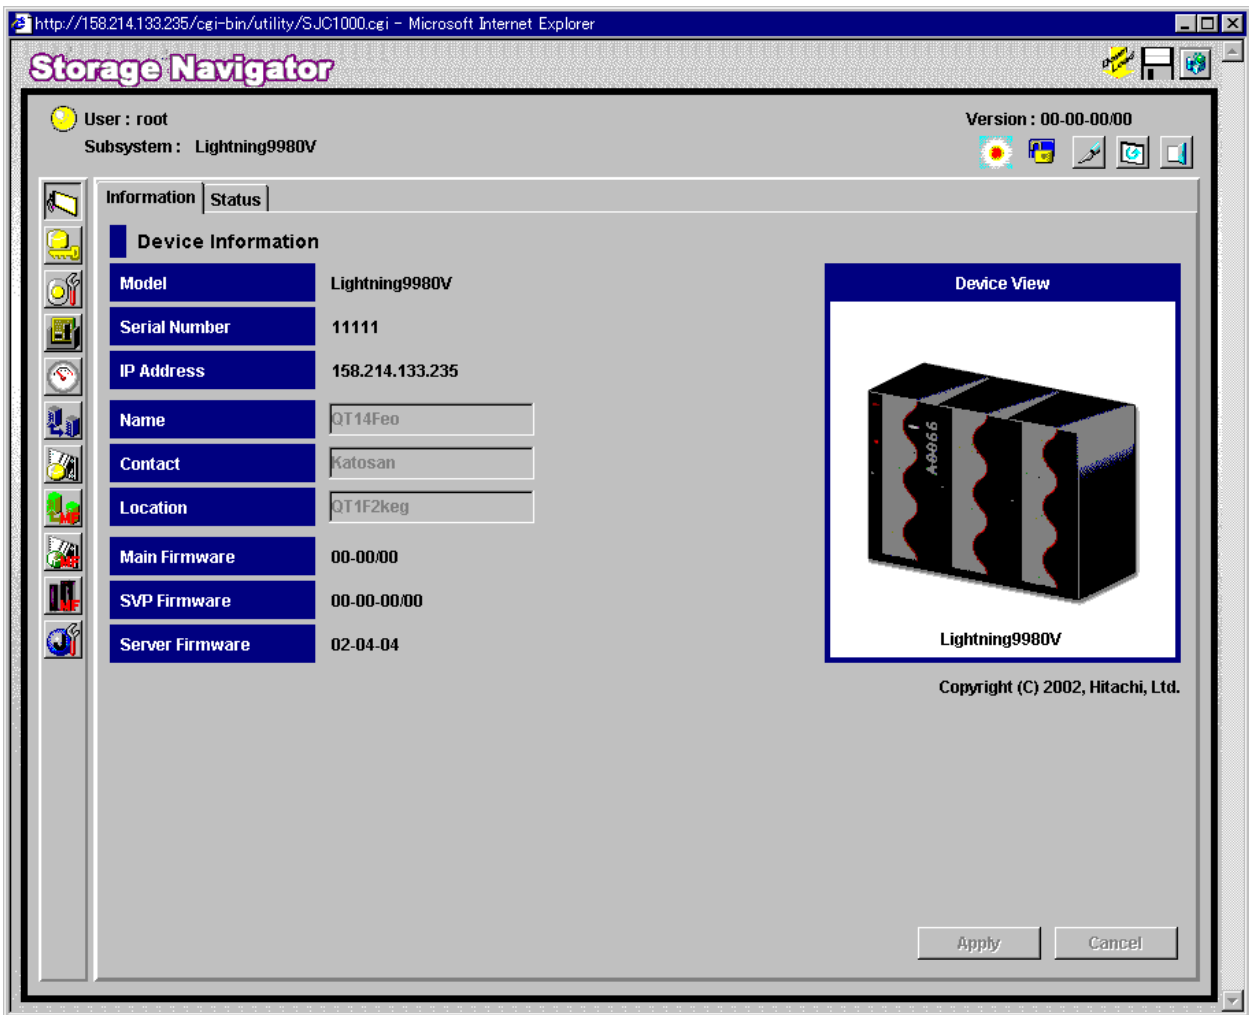 http://158.214.133.235/cgi-bin/utility/SJC1000.cgi - Microsoft Internet Explorer
Storage Navigator
User : root
Version : 00-00-00/00
Subsystem : Lightning9980V
Information
Status
Device Information
Model
Lightning9980V
Serial Number
11111
IP Address
158.214.133.235
Name
QT14Feo
Contact
Katosan
Location
QT1F2keg
Main Firmware
00-00/00
SVP Firmware
00-00-00/00
Server Firmware
02-04-04
Device View
Lightning9980V
Copyright (C) 2002, Hitachi, Ltd.
Apply
Cancel